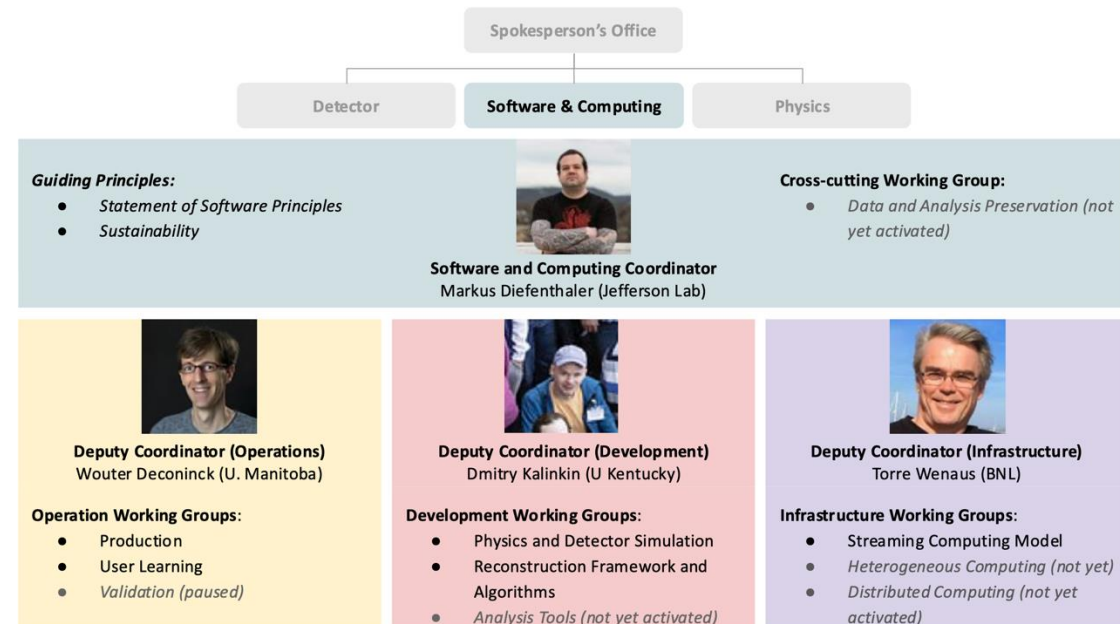 Spokesperson's Office
Detector
Software & Computing
Physics
Guiding Principles:
● Statement of Software Principles
● Sustainability
Cross-cutting Working Group:
● Data and Analysis Preservation (not
yet activated)
Software and Computing Coordinator
Markus Diefenthaler (Jefferson Lab)
Deputy Coordinator (Operations)
Wouter Deconinck (U. Manitoba)
Operation Working Groups:
● Production
● User Learning
● Validation (paused)
Deputy Coordinator (Development)
Dmitry Kalinkin (U Kentucky)
Development Working Groups:
● Physics and Detector Simulation
● Reconstruction Framework and
Algorithms
● Analysis Tools (not yet activated)
Deputy Coordinator (Infrastructure)
Torre Wenaus (BNL)
Infrastructure Working Groups:
● Streaming Computing Model
● Heterogeneous Computing (not yet)
● Distributed Computing (not yet
activated)